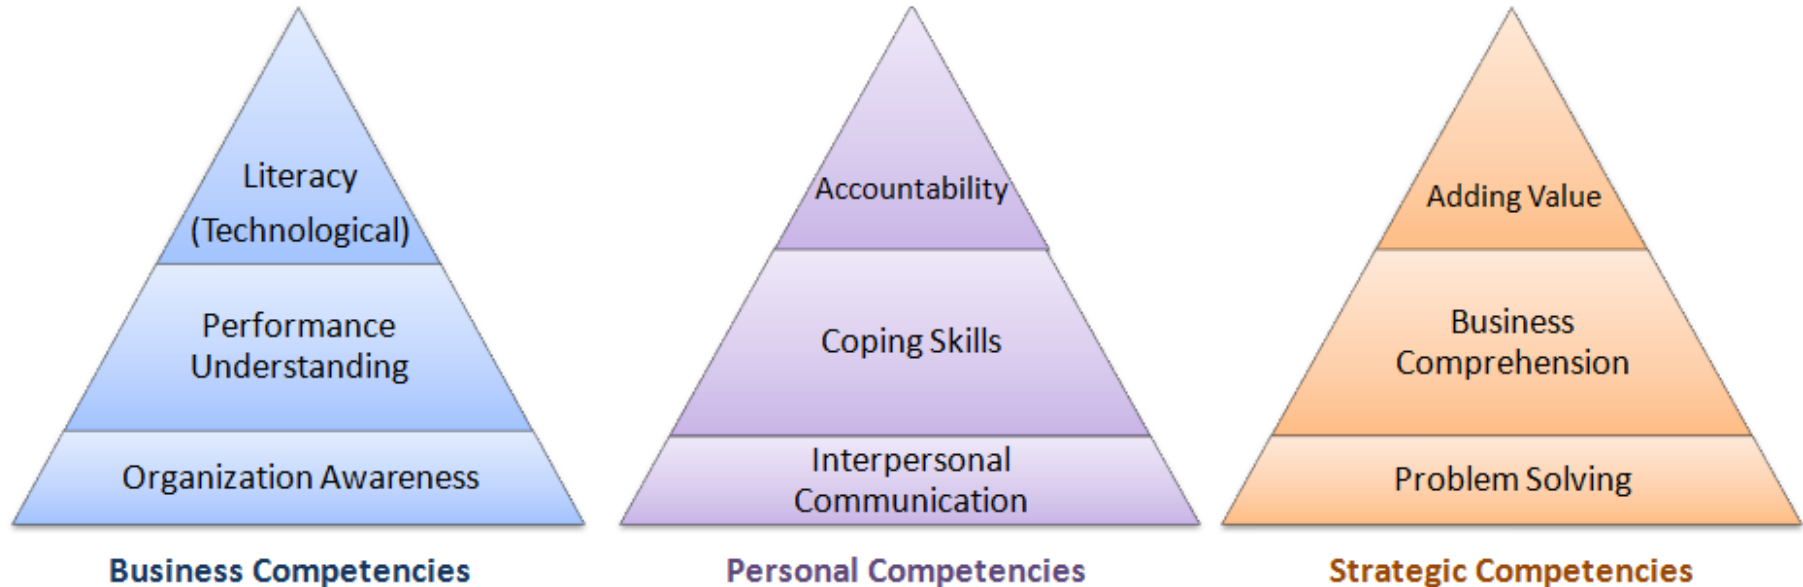 Literacy
(Technological)
Performance
Understanding
Organization Awareness
Business Competencies
Accountability
Coping Skills
Interpersonal
Communication
Personal Competencies
Adding Value
Business
Comprehension
Problem Solving
Strategic Competencies